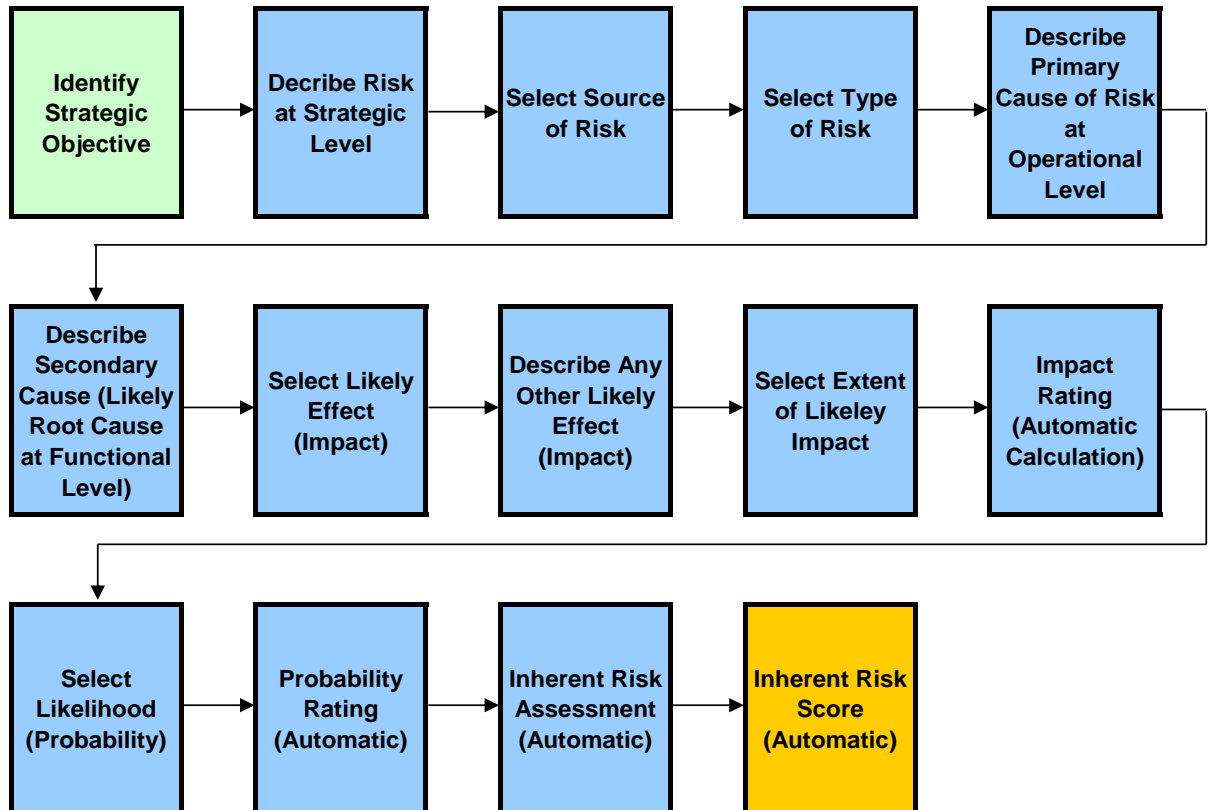 Identify
Strategic
Objective
Decribe Risk
at Strategic
Level
Select Source
of Risk
Select Type
of Risk
Describe
Primary
Cause of Risk
at
Operational
Level
Describe
Secondary
Cause (Likely
Root Cause
at Functional
Level)
Select Likely
Effect
(Impact)
Describe Any
Other Likely
Effect
(Impact)
Select Extent
of Likeley
Impact
Impact
Rating
(Automatic
Calculation)
Select
Likelihood
(Probability)
Probability
Rating
(Automatic)
Inherent Risk
Assessment
(Automatic)
Inherent Risk
Score
(Automatic)